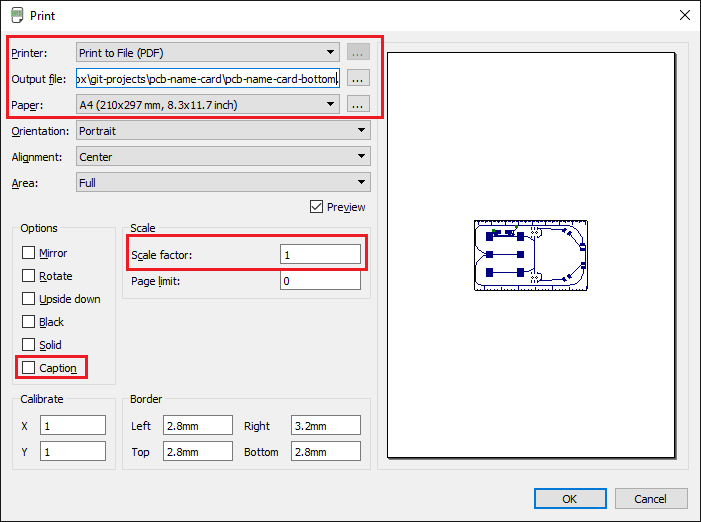 Print
Printer: Print to File (PDF) ...
Output file: ox\git-projects\pcb-name-card\pcb-name-card-bottom. ...
Paper: A4 (210x297 mm, 8.3x11.7 inch) ...
Orientation: Portrait
Alignment: Center
Area: Full
Preview
Options
Mirror
Rotate
Upside down
Black
Solid
Caption
Scale
Scale factor: 1
Page limit: 0
Calibrate
X 1
Y 1
Border
Left 2.8mm Right 3.2mm
Top 2.8mm Bottom 2.8mm
OK Cancel